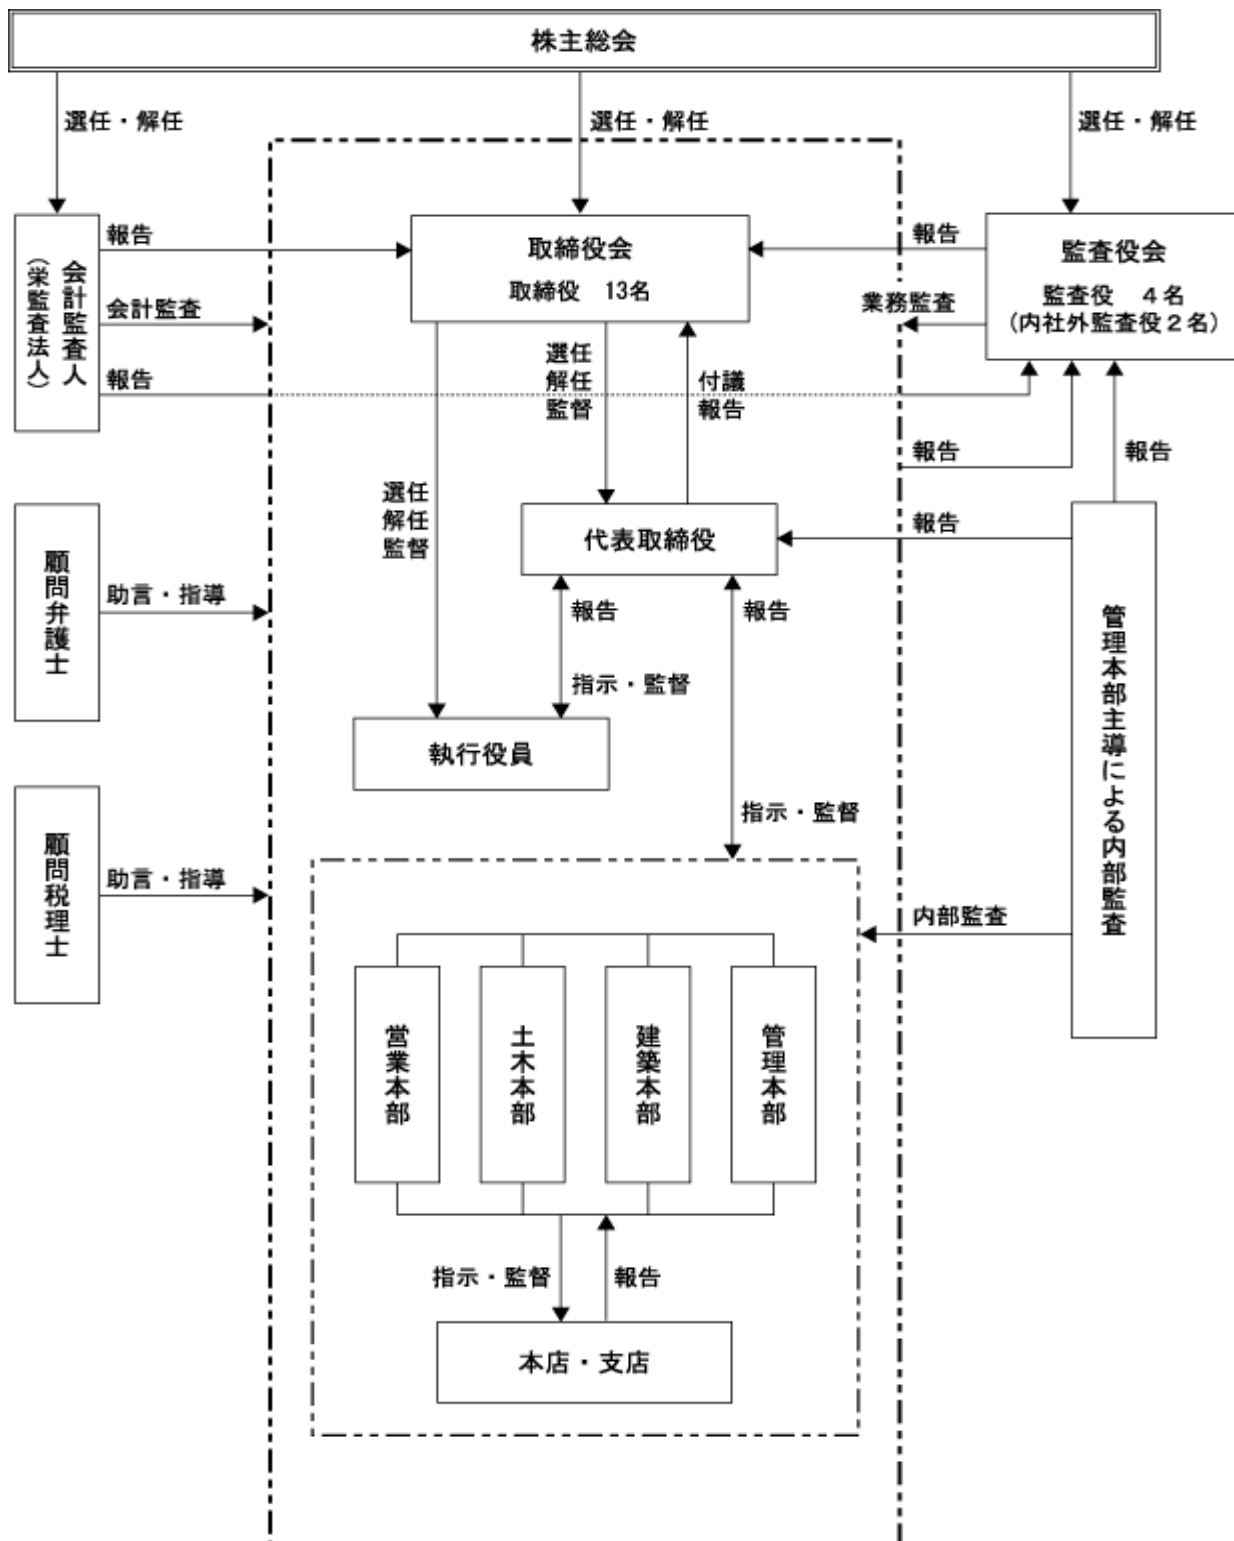 株主総会
選任・解任
選任・解任
選任・解任
会計監査人
（栄監査法人）
報告
会計監査
報告
取締役会
取締役　13名
報告
業務監査
監査役会
監査役　４名
（内社外監査役２名）
選任
解任
監督
付議
報告
選任
解任
監督
報告
報告
報告
代表取締役
顧問弁護士
助言・指導
報告
報告
指示・監督
執行役員
管理本部主導による内部監査
顧問税理士
助言・指導
指示・監督
内部監査
営業本部
土木本部
建築本部
管理本部
指示・監督
報告
本店・支店